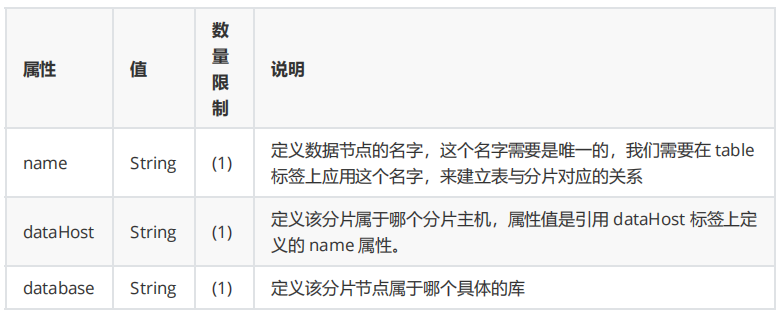 属性 值 数量限制 说明
name String (1) 定义数据节点的名字，这个名字需要是唯一的，我们需要在 table
标签上应用这个名字，来建立表与分片对应的关系
dataHost String (1) 定义该分片属于哪个分片主机，属性值是引用 dataHost 标签上定
义的 name 属性。
database String (1) 定义该分片节点属于哪个具体的库